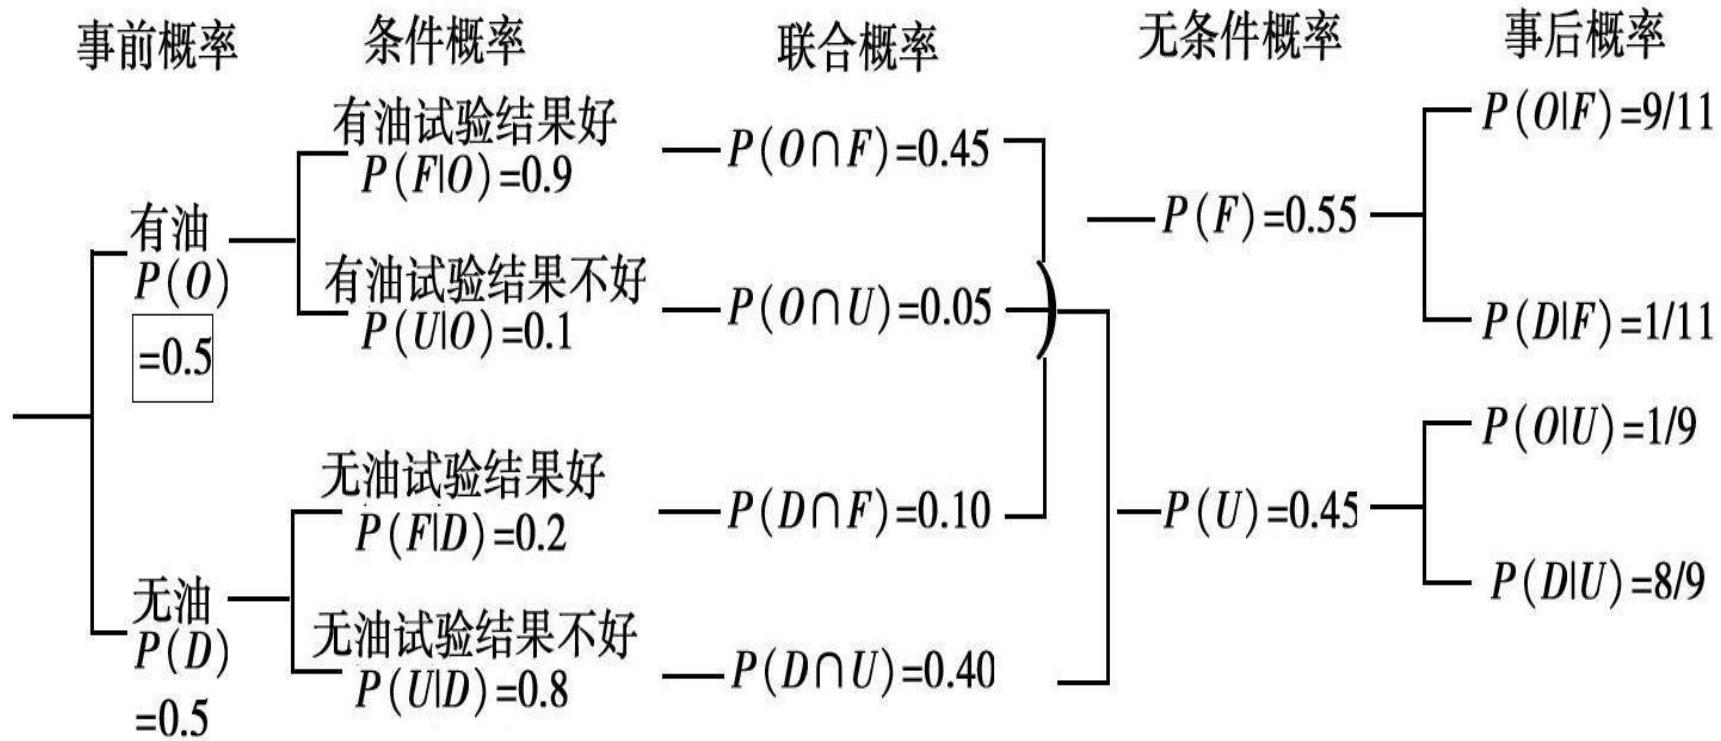 事前概率
条件概率
联合概率
无条件概率
事后概率
有油
P(O)
=0.5
有油试验结果好
P(F|O)=0.9
有油试验结果不好
P(U|O)=0.1
无油
P(D)
=0.5
无油试验结果好
P(F|D)=0.2
无油试验结果不好
P(U|D)=0.8
P(O∩F)=0.45
P(O∩U)=0.05
P(D∩F)=0.10
P(D∩U)=0.40
P(F)=0.55
P(U)=0.45
P(O|F)=9/11
P(D|F)=1/11
P(O|U)=1/9
P(D|U)=8/9